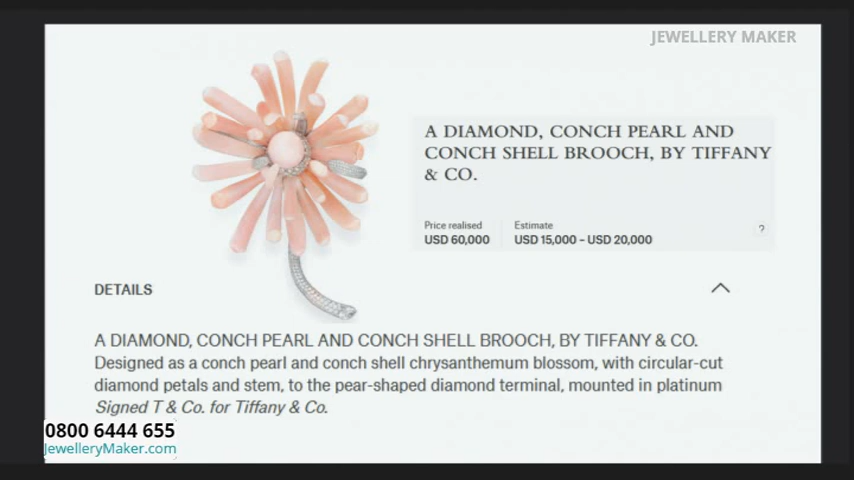 JEWELLERY MAKER
A DIAMOND, CONCH PEARL AND
CONCH SHELL BROOCH, BY TIFFANY
& CO.
Price realised
USD 60,000
Estimate
USD 15,000 - USD 20,000
?
DETAILS
A DIAMOND, CONCH PEARL AND CONCH SHELL BROOCH, BY TIFFANY & CO.
Designed as a conch pearl and conch shell chrysanthemum blossom, with circular-cut
diamond petals and stem, to the pear-shaped diamond terminal, mounted in platinum
Signed T & Co. for Tiffany & Co.
0800 6444 655
JewelleryMaker.com